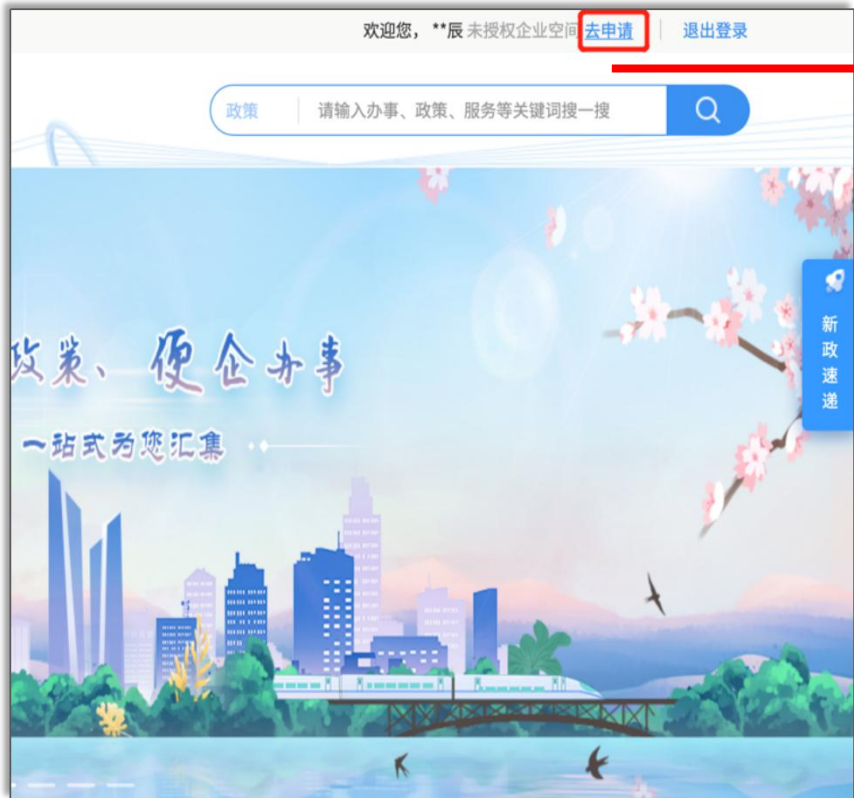 欢迎您，**辰 未授权企业空间 去申请 退出登录
政策 请输入办事、政策、服务等关键词搜一搜
政策、便企办事
一站式为您汇集
新政速递